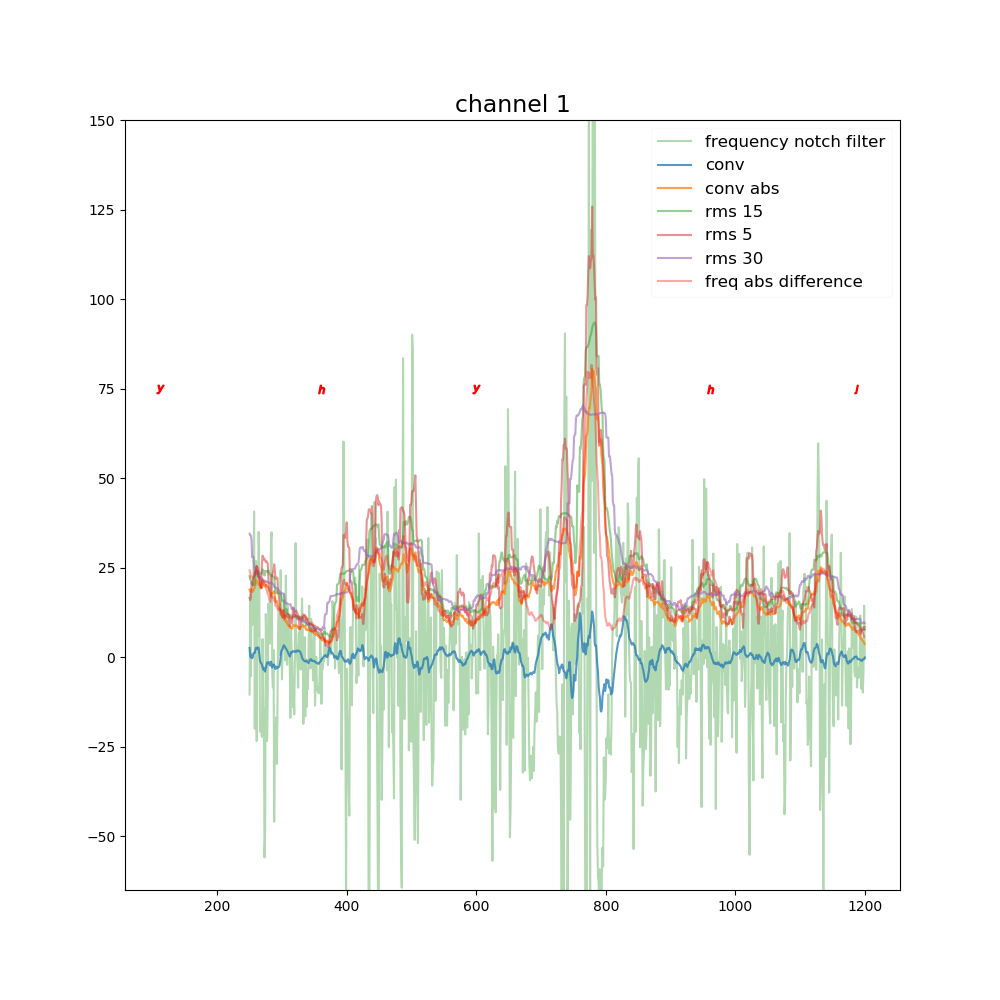 channel 1
150
125
100
75
50
25
0
−25
−50
frequency notch filter
conv
conv abs
rms 15
rms 5
rms 30
freq abs difference
y h y h j
200 400 600 800 1000 1200